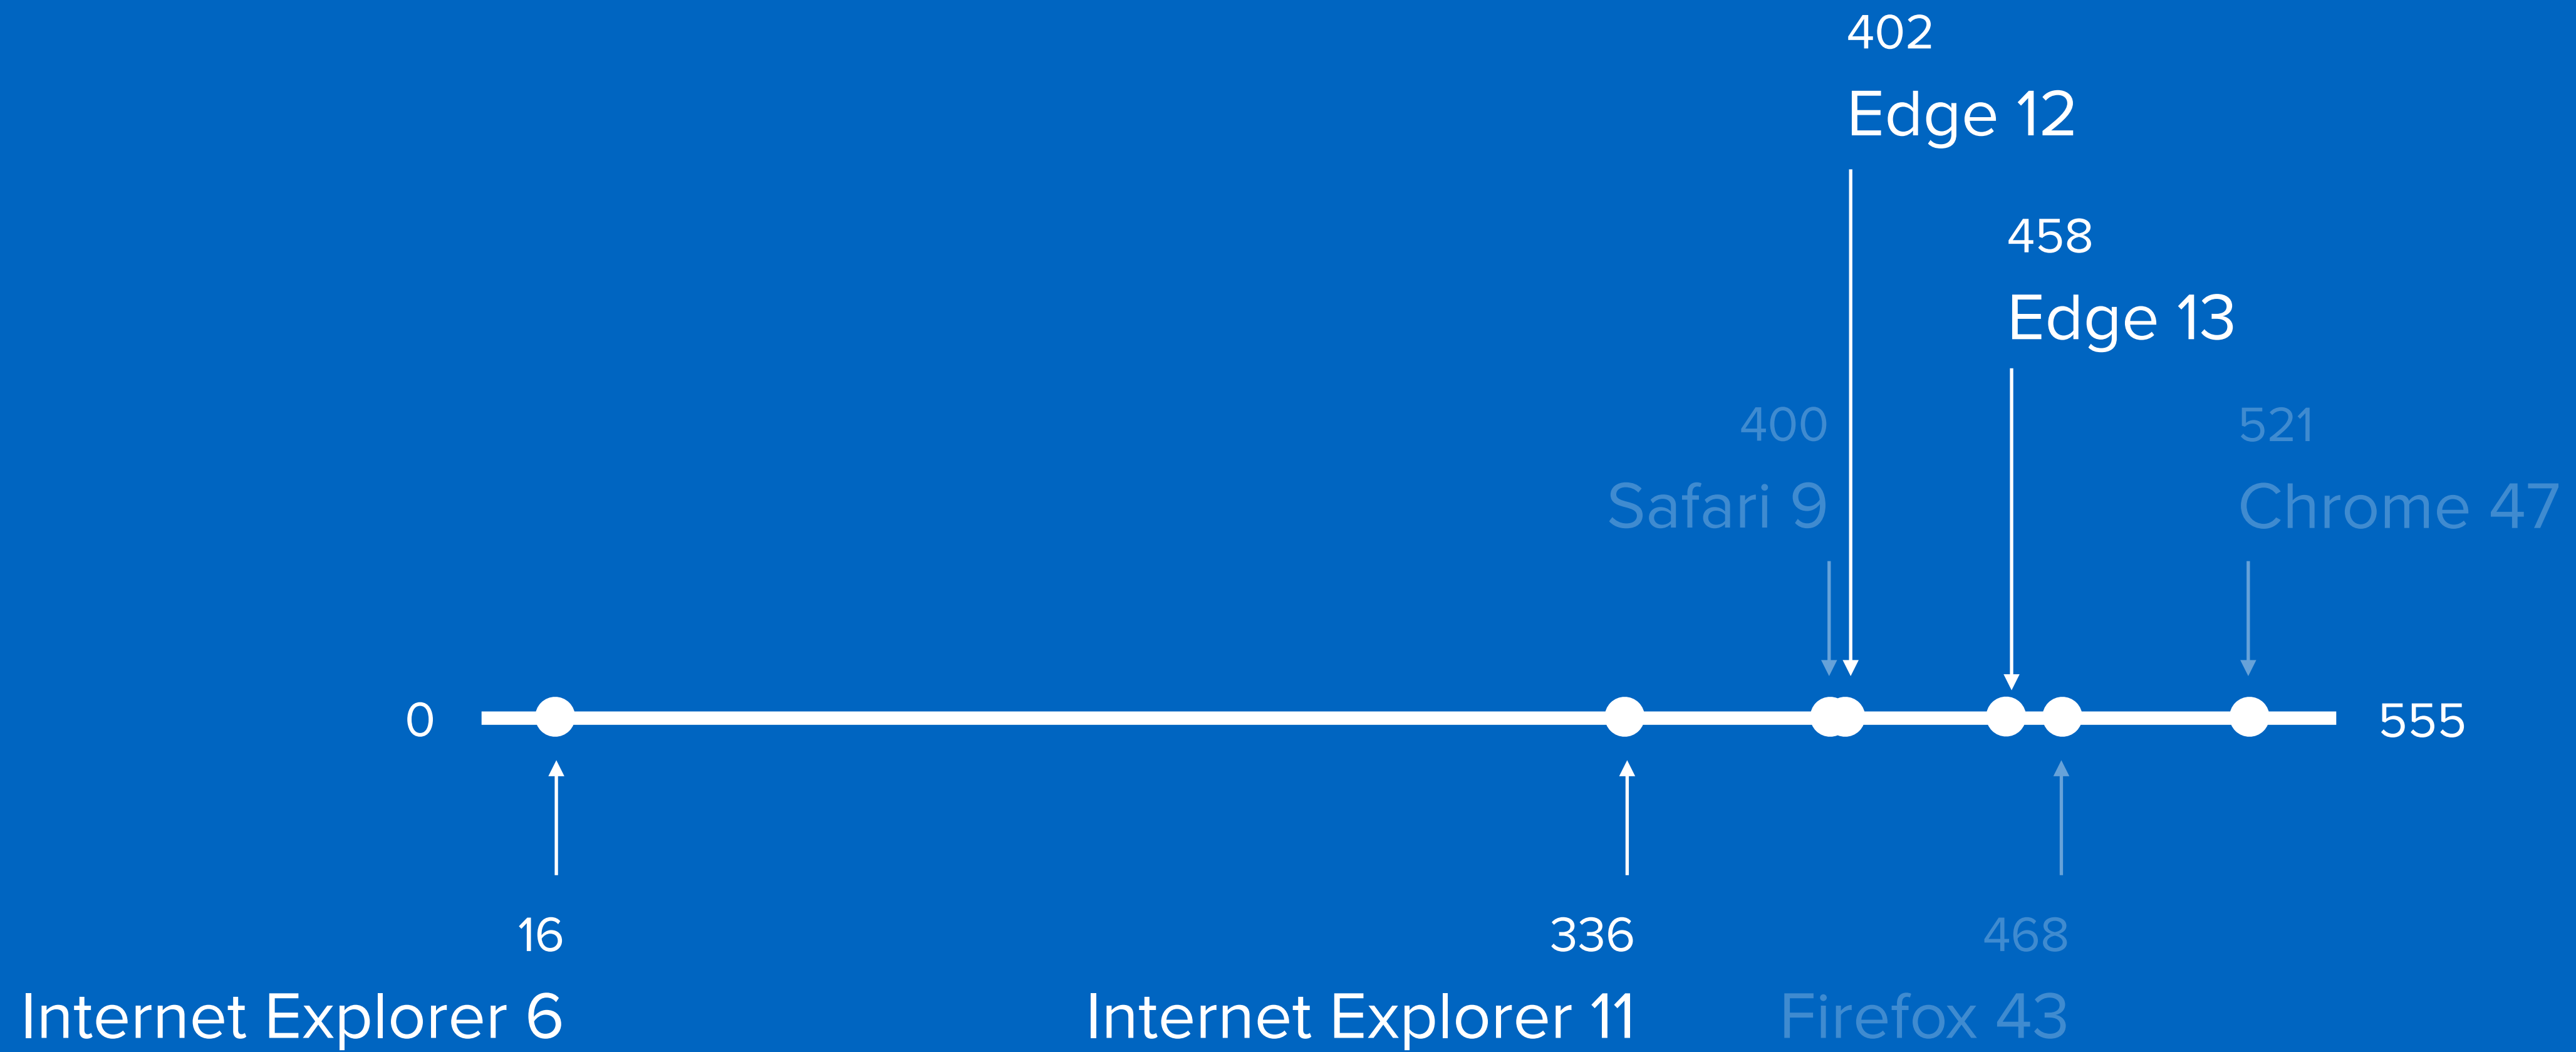 402
Edge 12
458
Edge 13
400
Safari 9
521
Chrome 47
0
555
16
Internet Explorer 6
336
Internet Explorer 11
468
Firefox 43